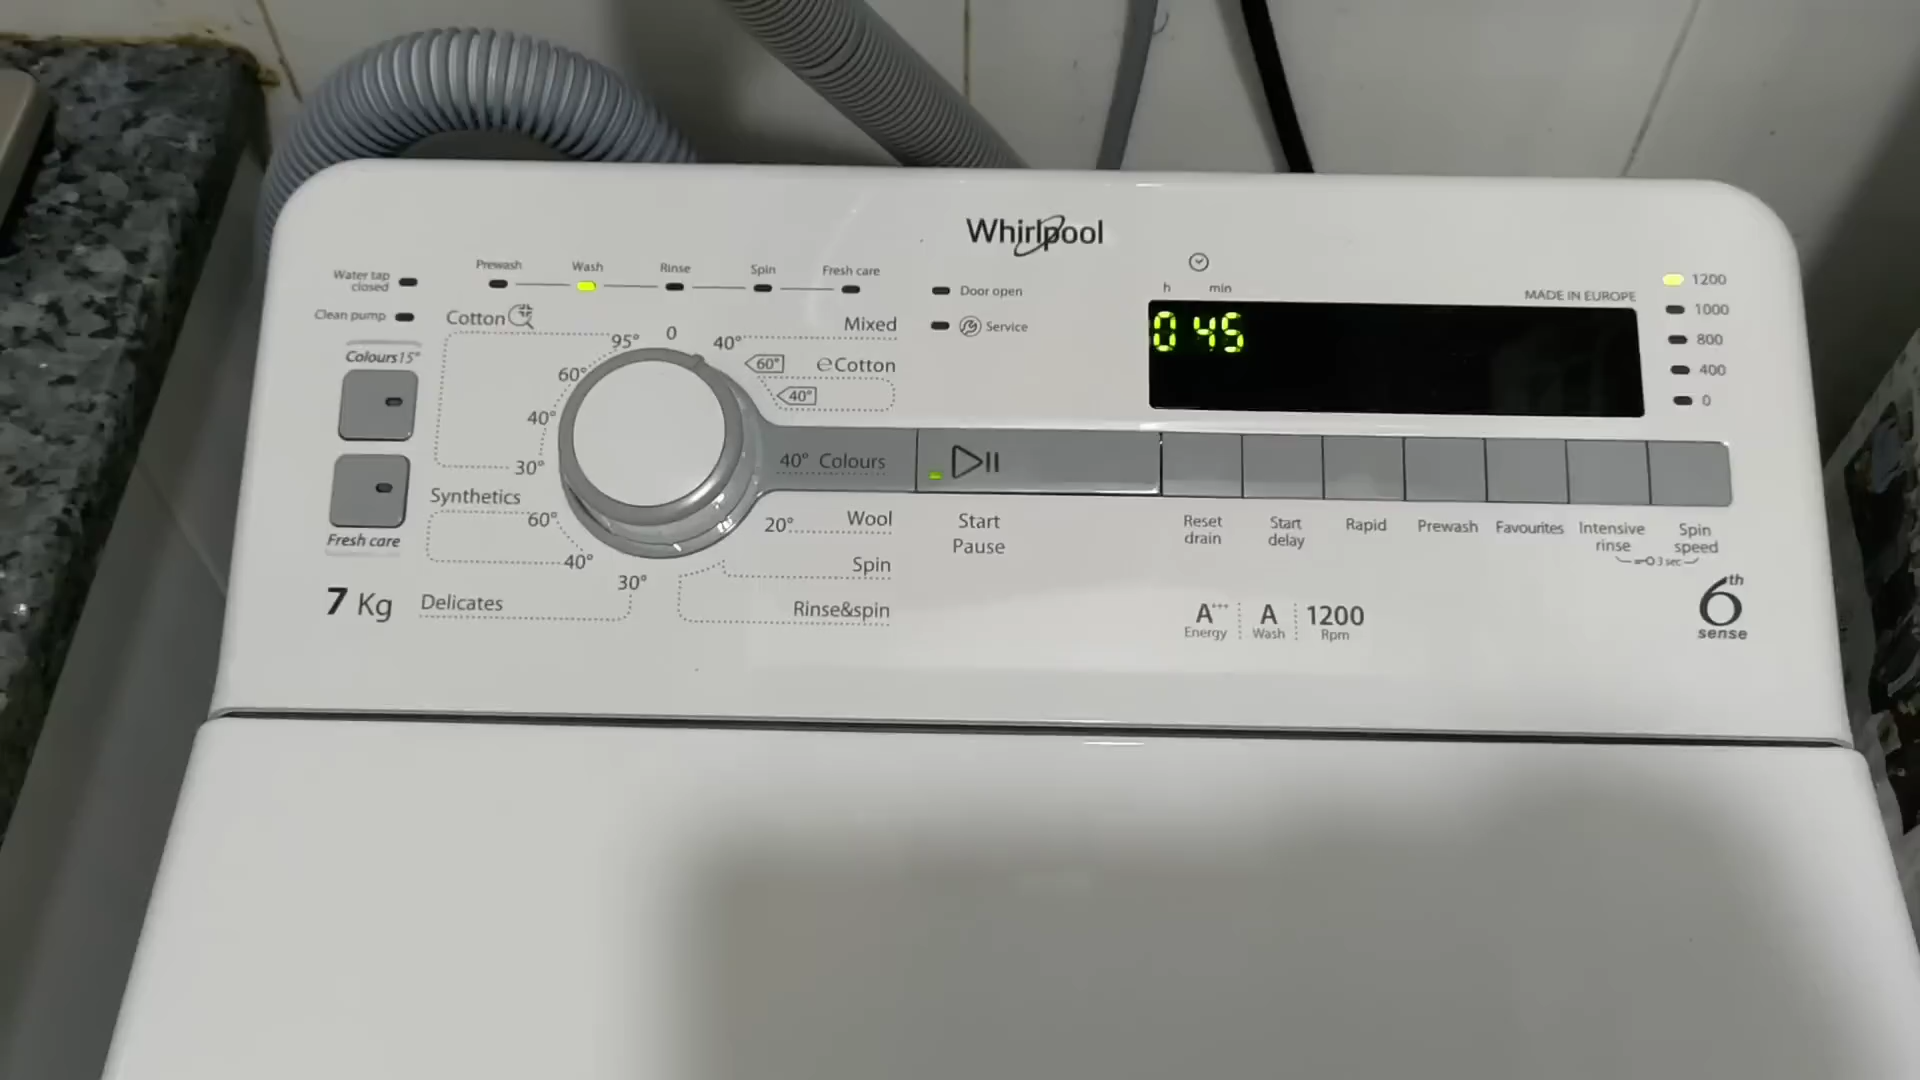 Whirlpool
Water tap
closed
Clean pump
Prewash
Wash
Rinse
Spin
Fresh care
Door open
Service
h
min
MADE IN EUROPE
0 45
1200
1000
800
400
0
Cotton
95°
60°
40°
30°
0
40°
Mixed
60°
eCotton
40°
40° Colours
20°
Wool
Spin
Rinse&spin
Synthetics
60°
40°
30°
Delicates
Colours15°
Fresh care
7 Kg
Start
Pause
Reset
drain
Start
delay
Rapid
Prewash
Favourites
Intensive
rinse
Spin
speed
3 sec
A+++
Energy
A
Wash
1200
Rpm
6th
sense